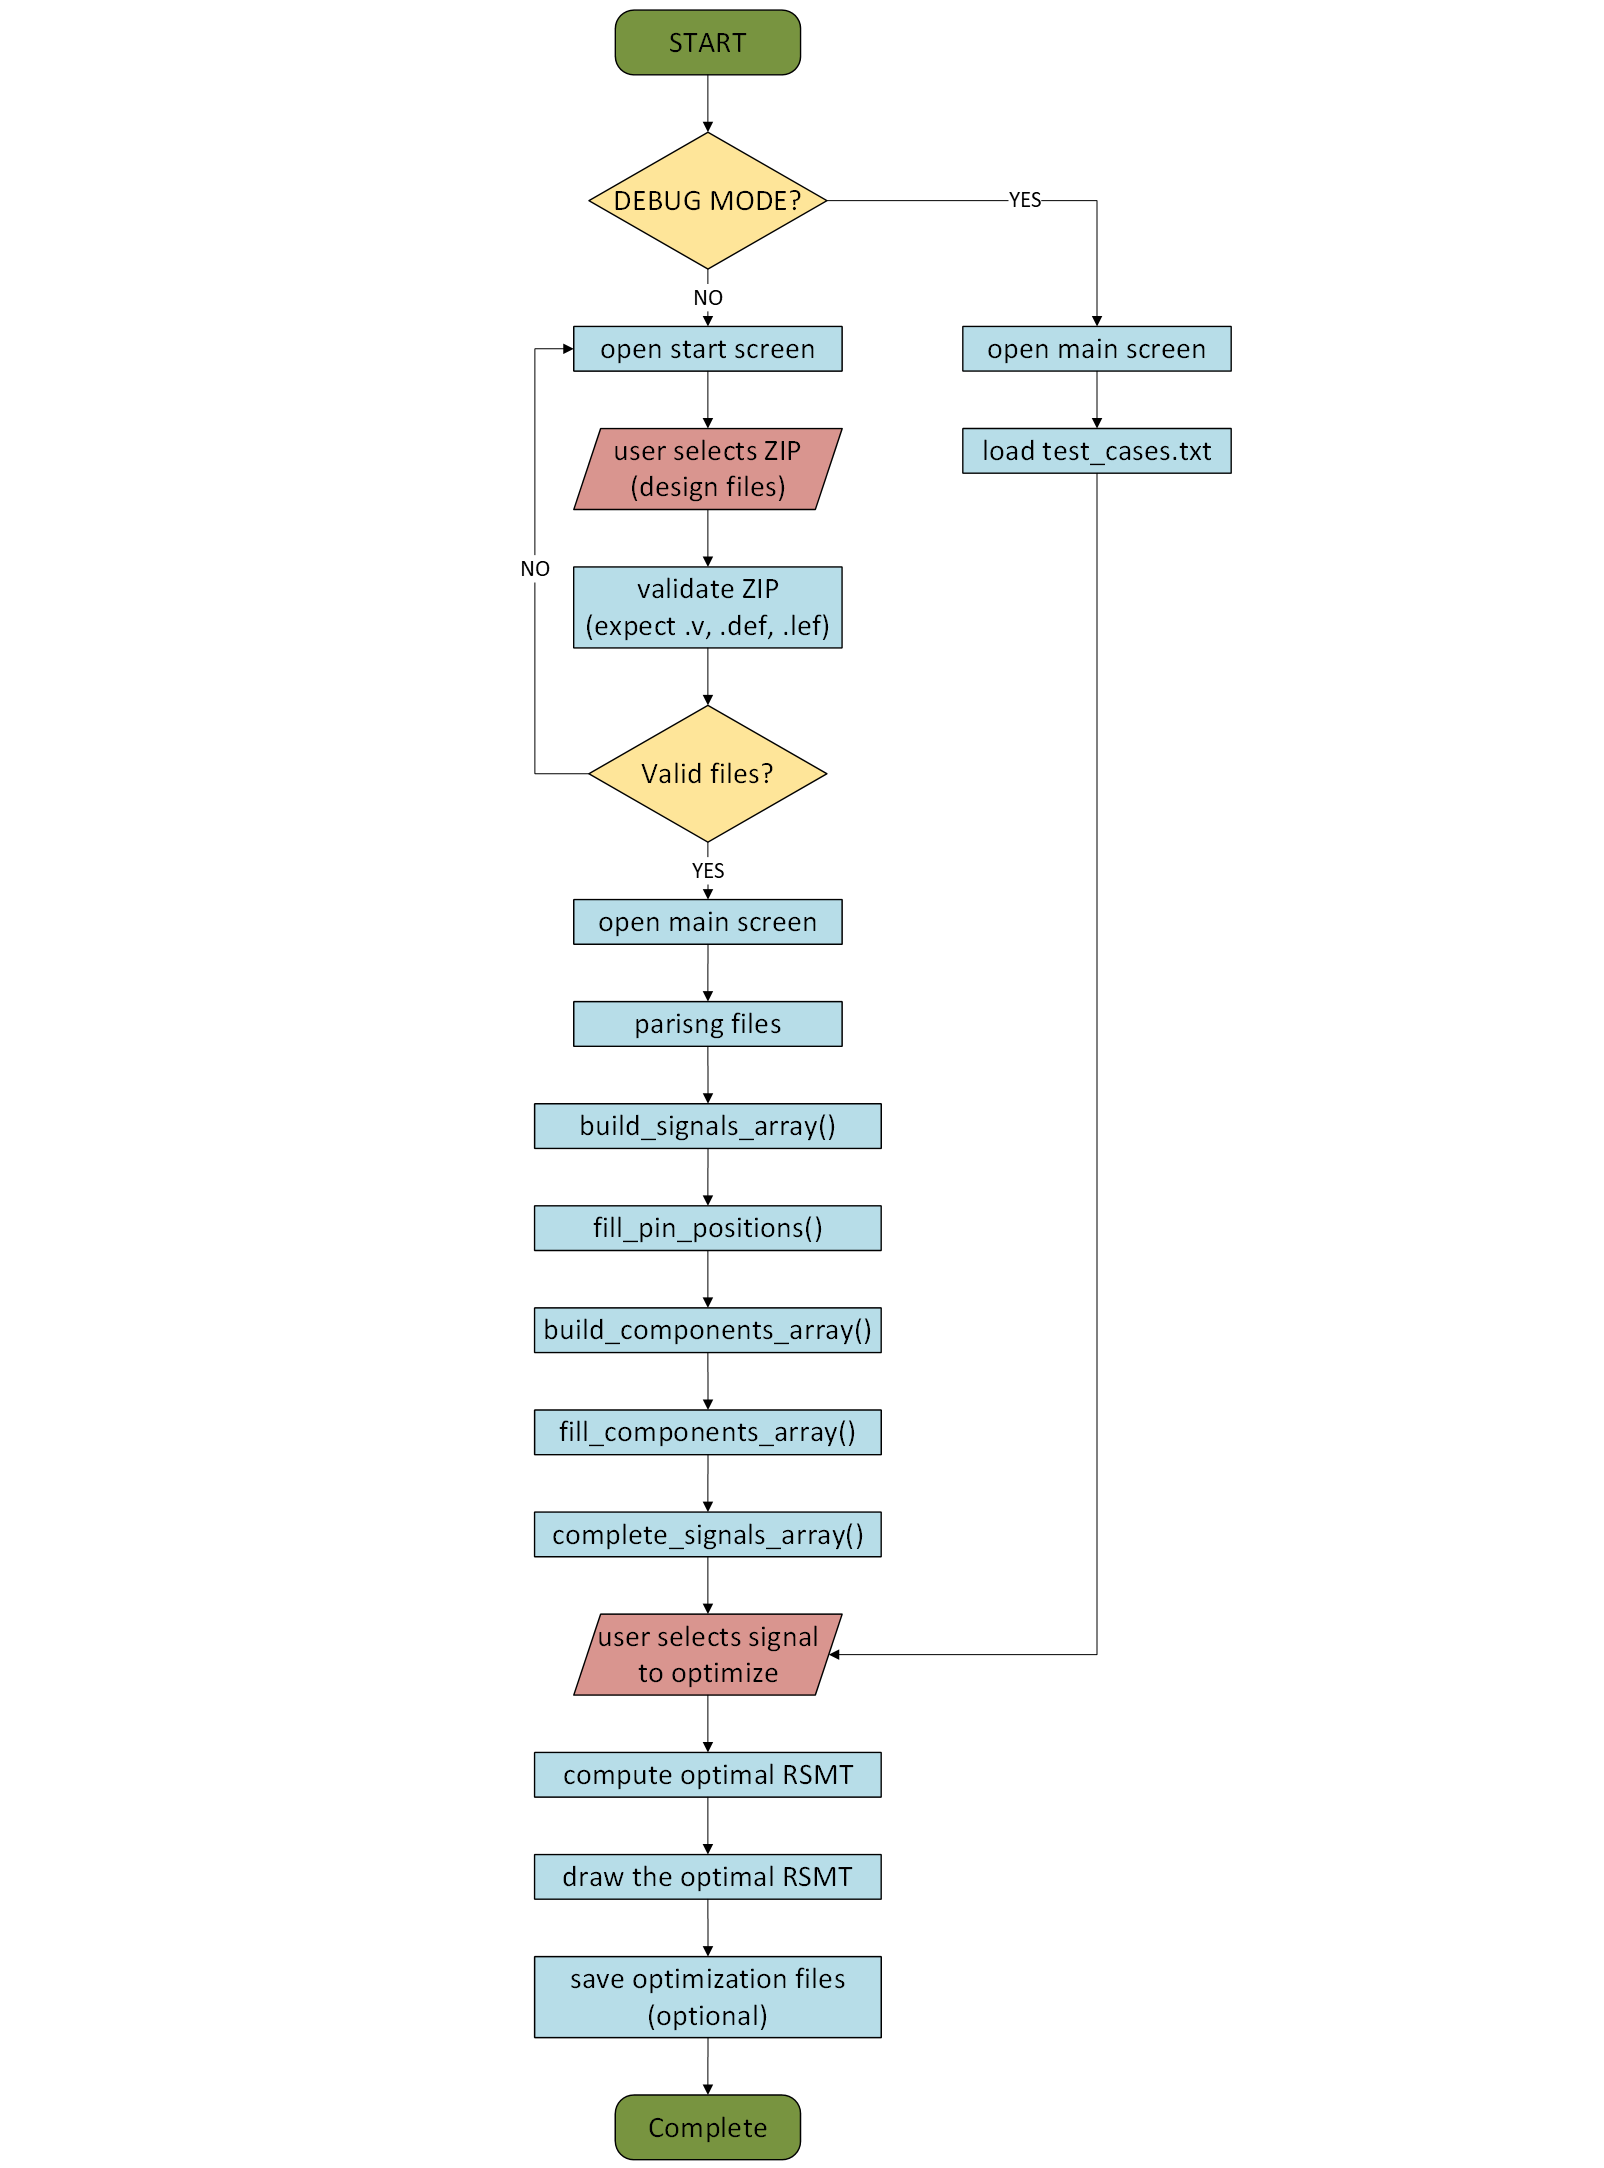 START
DEBUG MODE?
YES
NO
open start screen
open main screen
user selects ZIP
(design files)
load test_cases.txt
NO
validate ZIP
(expect .v, .def, .lef)
Valid files?
YES
open main screen
parisng files
build_signals_array()
fill_pin_positions()
build_components_array()
fill_components_array()
complete_signals_array()
user selects signal
to optimize
compute optimal RSMT
draw the optimal RSMT
save optimization files
(optional)
Complete